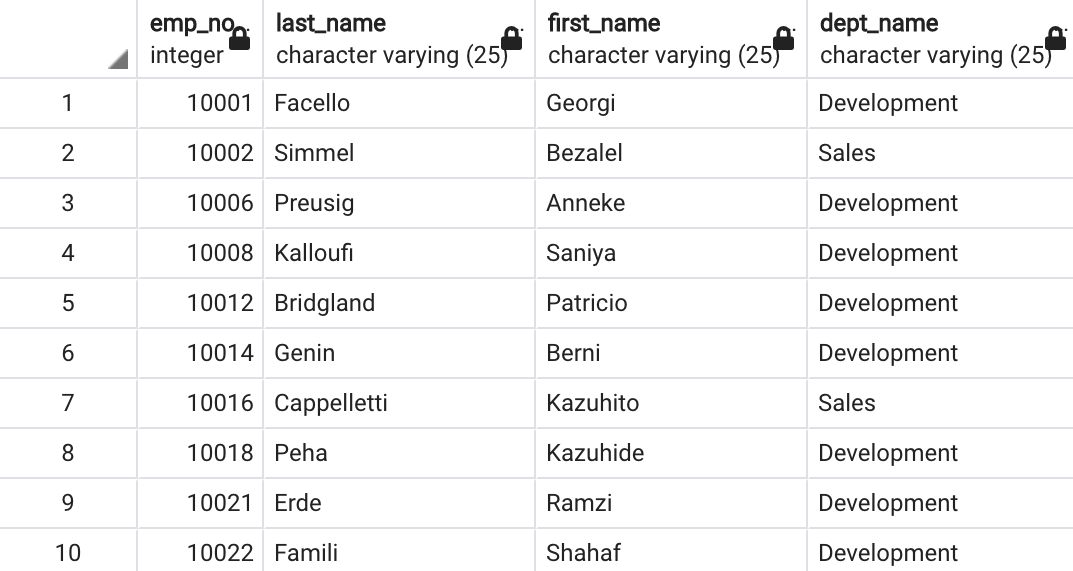 emp_no last_name first_name dept_name
integer character varying (25) character varying (25) character varying (25)
1 10001 Facello Georgi Development
2 10002 Simmel Bezalel Sales
3 10006 Preusig Anneke Development
4 10008 Kalloufi Saniya Development
5 10012 Bridgland Patricio Development
6 10014 Genin Berni Development
7 10016 Cappelletti Kazuhito Sales
8 10018 Peha Kazuhide Development
9 10021 Erde Ramzi Development
10 10022 Famili Shahaf Development